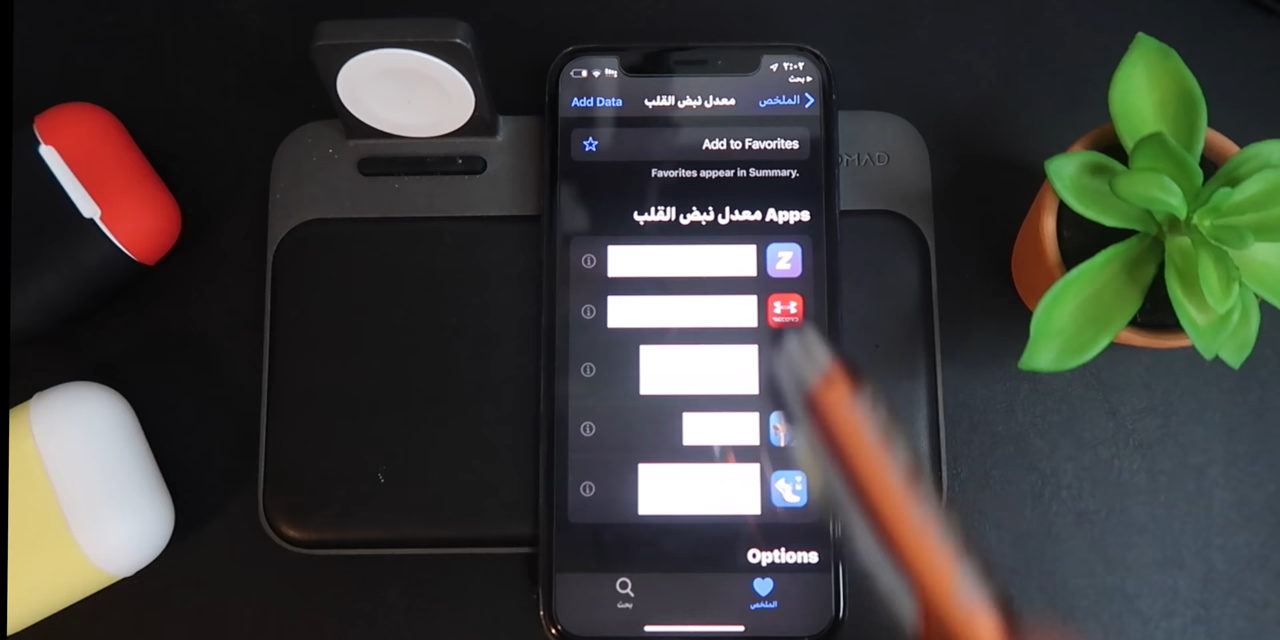 ٢:٠٢
بحث
الملخص
معدل نبض القلب
Add Data
Add to Favorites
Favorites appear in Summary.
معدل نبض القلب Apps
Z
Options
الملخص
بحث